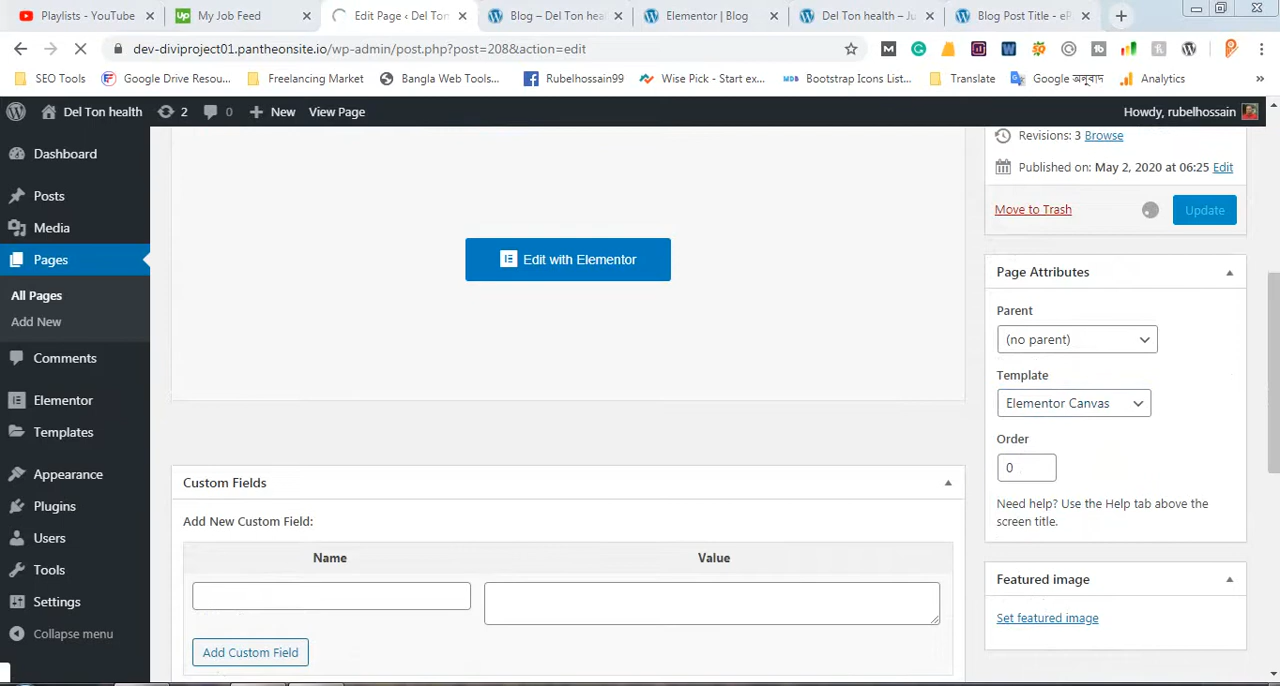 Playlists - YouTube
Up
My Job Feed
Edit Page ‹ Del Ton
Blog – Del Ton hea
Elementor | Blog
Del Ton health – Ju
Blog Post Title - eP
dev-diviproject01.pantheonsite.io/wp-admin/post.php?post=208&action=edit
SEO Tools
Google Drive Resou...
Freelancing Market
Bangla Web Tools...
Rubelhossain99
Wise Pick - Start ex...
Bootstrap Icons List...
Translate
Google অনুবাদ
Analytics
»
Del Ton health
2
0
New
View Page
Howdy, rubelhossain
Dashboard
Posts
Media
Pages
All Pages
Add New
Comments
Elementor
Templates
Appearance
Plugins
Users
Tools
Settings
Collapse menu
Edit with Elementor
Custom Fields
Add New Custom Field:
Name
Value
Add Custom Field
Revisions: 3 Browse
Published on: May 2, 2020 at 06:25 Edit
Move to Trash
Update
Page Attributes
Parent
(no parent)
Template
Elementor Canvas
Order
0
Need help? Use the Help tab above the
screen title.
Featured image
Set featured image